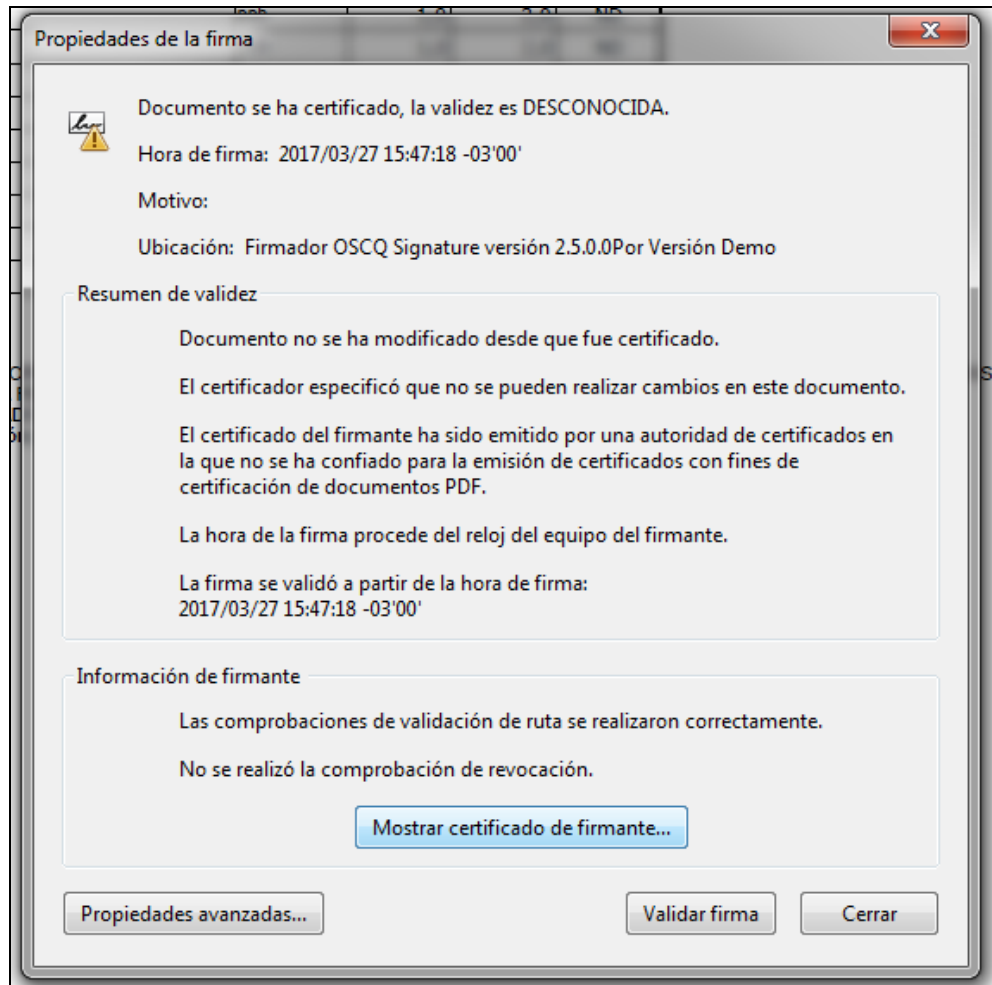 Propiedades de la firma
Documento se ha certificado, la validez es DESCONOCIDA.
Hora de firma: 2017/03/27 15:47:18 -03'00'
Motivo:
Ubicación: Firmador OSCQ Signature versión 2.5.0.0Por Versión Demo
Resumen de validez
Documento no se ha modificado desde que fue certificado.
El certificador especificó que no se pueden realizar cambios en este documento.
El certificado del firmante ha sido emitido por una autoridad de certificados en
la que no se ha confiado para la emisión de certificados con fines de
certificación de documentos PDF.
La hora de la firma procede del reloj del equipo del firmante.
La firma se validó a partir de la hora de firma:
2017/03/27 15:47:18 -03'00'
Información de firmante
Las comprobaciones de validación de ruta se realizaron correctamente.
No se realizó la comprobación de revocación.
Mostrar certificado de firmante...
Propiedades avanzadas...
Validar firma
Cerrar